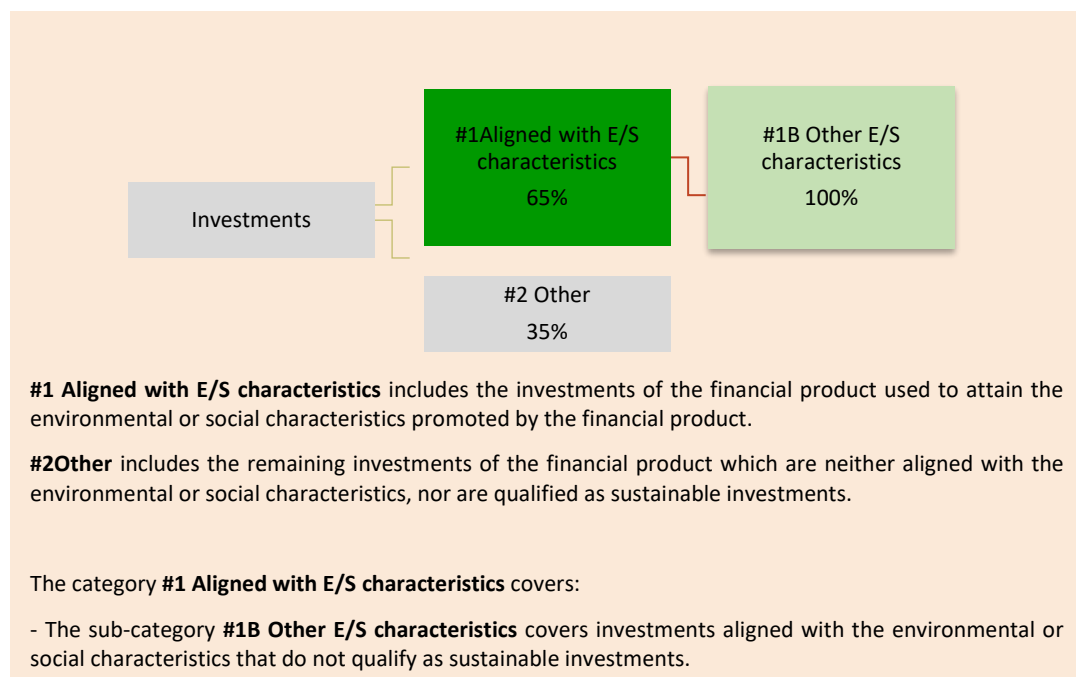 #1Aligned with E/S
characteristics
65%
#1B Other E/S
characteristics
100%
Investments
#2 Other
35%
#1 Aligned with E/S characteristics includes the investments of the financial product used to attain the
environmental or social characteristics promoted by the financial product.
#2Other includes the remaining investments of the financial product which are neither aligned with the
environmental or social characteristics, nor are qualified as sustainable investments.
The category #1 Aligned with E/S characteristics covers:
- The sub-category #1B Other E/S characteristics covers investments aligned with the environmental or
social characteristics that do not qualify as sustainable investments.